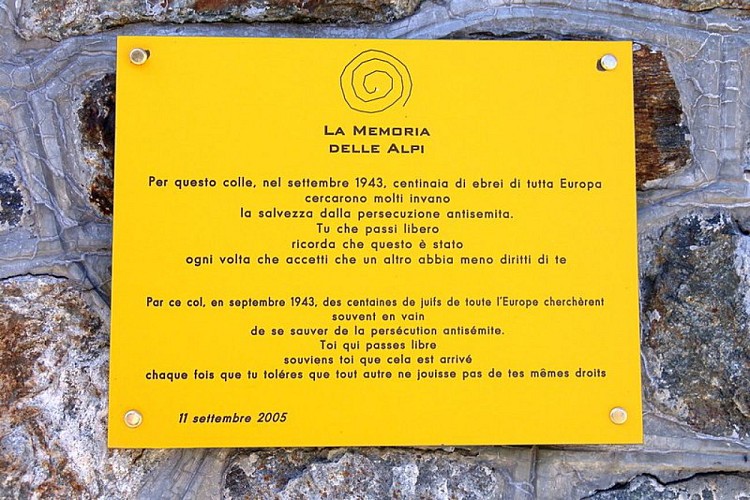 La Memoria
delle Alpi
Per questo colle, nel settembre 1943, centinaia di ebrei di tutta Europa
cercarono molti invano
la salvezza dalla persecuzione antisemita.
Tu che passi libero
ricorda che questo è stato
ogni volta che accetti che un altro abbia meno diritti di te
Par ce col, en septembre 1943, des centaines de juifs de toute l'Europe cherchèrent
souvent en vain
de se sauver de la persécution antisémite.
Toi qui passes libre
souviens toi que cela est arrivé
chaque fois que tu toléres que tout autre ne jouisse pas de tes mêmes droits
11 settembre 2005